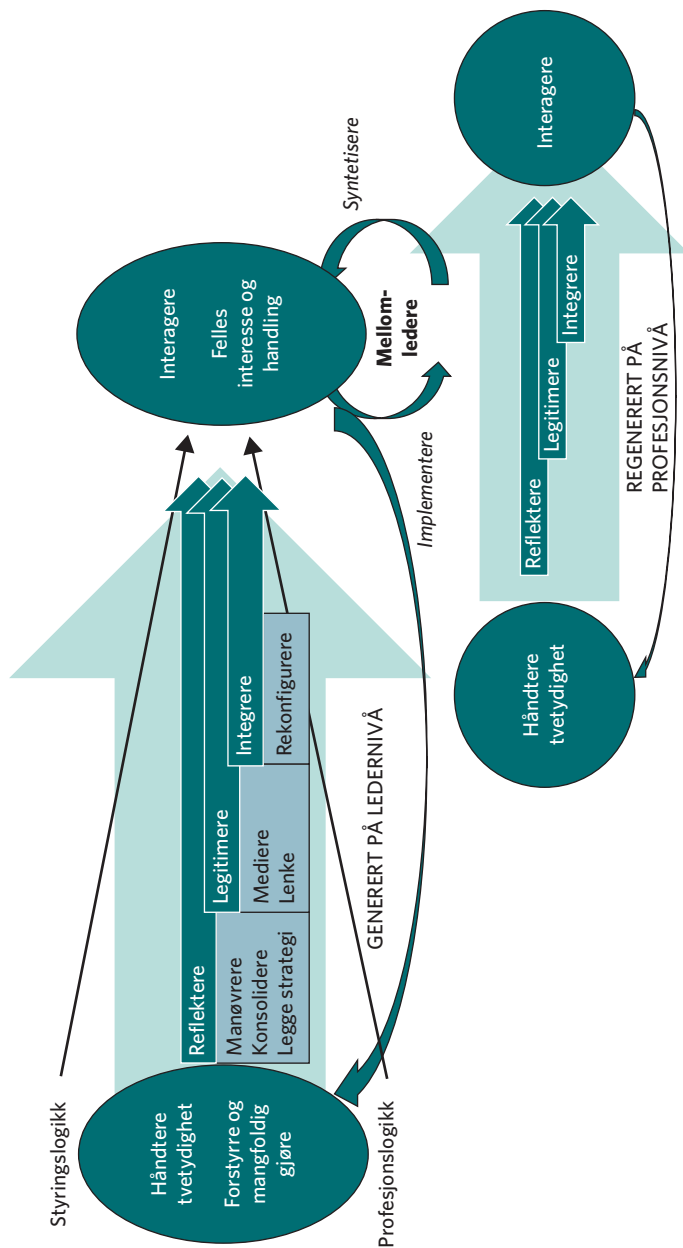 Styringslogikk
Håndtere
tvetydighet
Forstyrre og
mangfoldig
gjøre
Profesjonslogikk
Reflektere
Manøvrere
Konsolidere
Legge strategi
Legitimere
Mediere
Lenke
Integrere
Rekonfigurere
GENERERT PÅ LEDERNIVÅ
Interagere
Felles
interesse og
handling
Implementere
Mellom-
ledere
Syntetisere
Håndtere
tvetydighet
Reflektere
Legitimere
Integrere
REGENERERT PÅ
PROFESJONSNIVÅ
Interagere